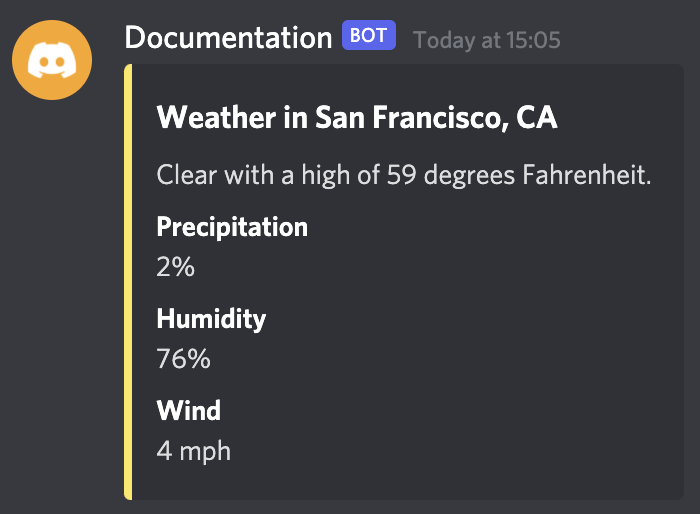 Documentation BOT Today at 15:05
Weather in San Francisco, CA
Clear with a high of 59 degrees Fahrenheit.
Precipitation
2%
Humidity
76%
Wind
4 mph